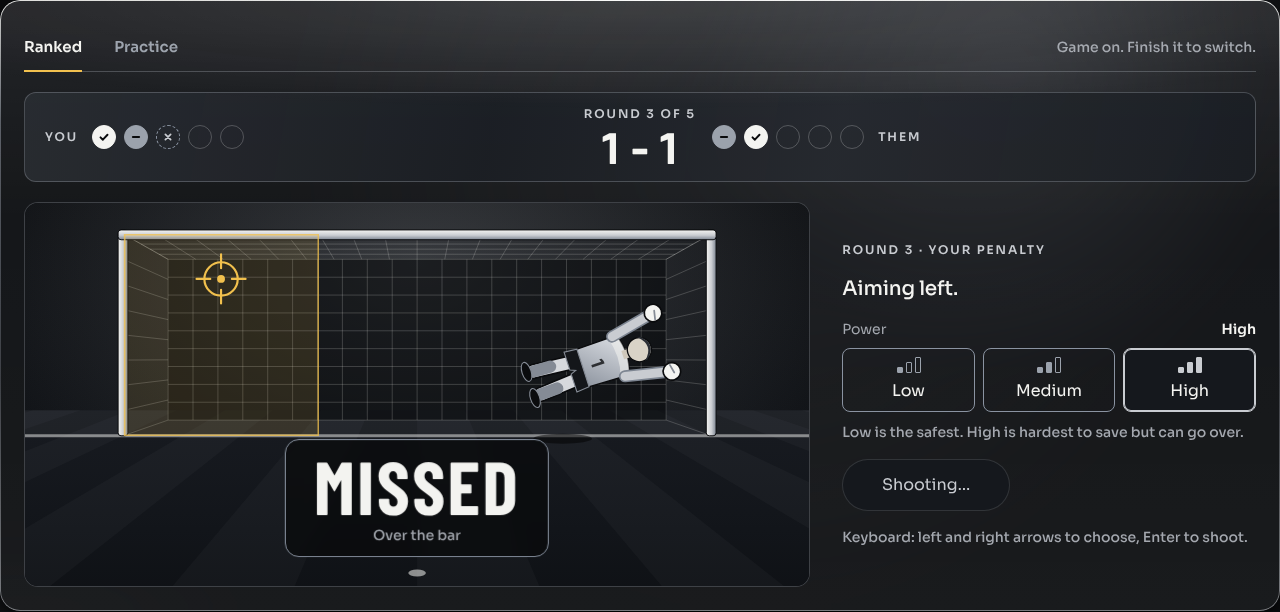 Ranked
Practice
Game on. Finish it to switch.
YOU
ROUND 3 OF 5
1 - 1
THEM
1
MISSED
Over the bar
ROUND 3 · YOUR PENALTY
Aiming left.
Power
High
Low
Medium
High
Low is the safest. High is hardest to save but can go over.
Shooting...
Keyboard: left and right arrows to choose, Enter to shoot.